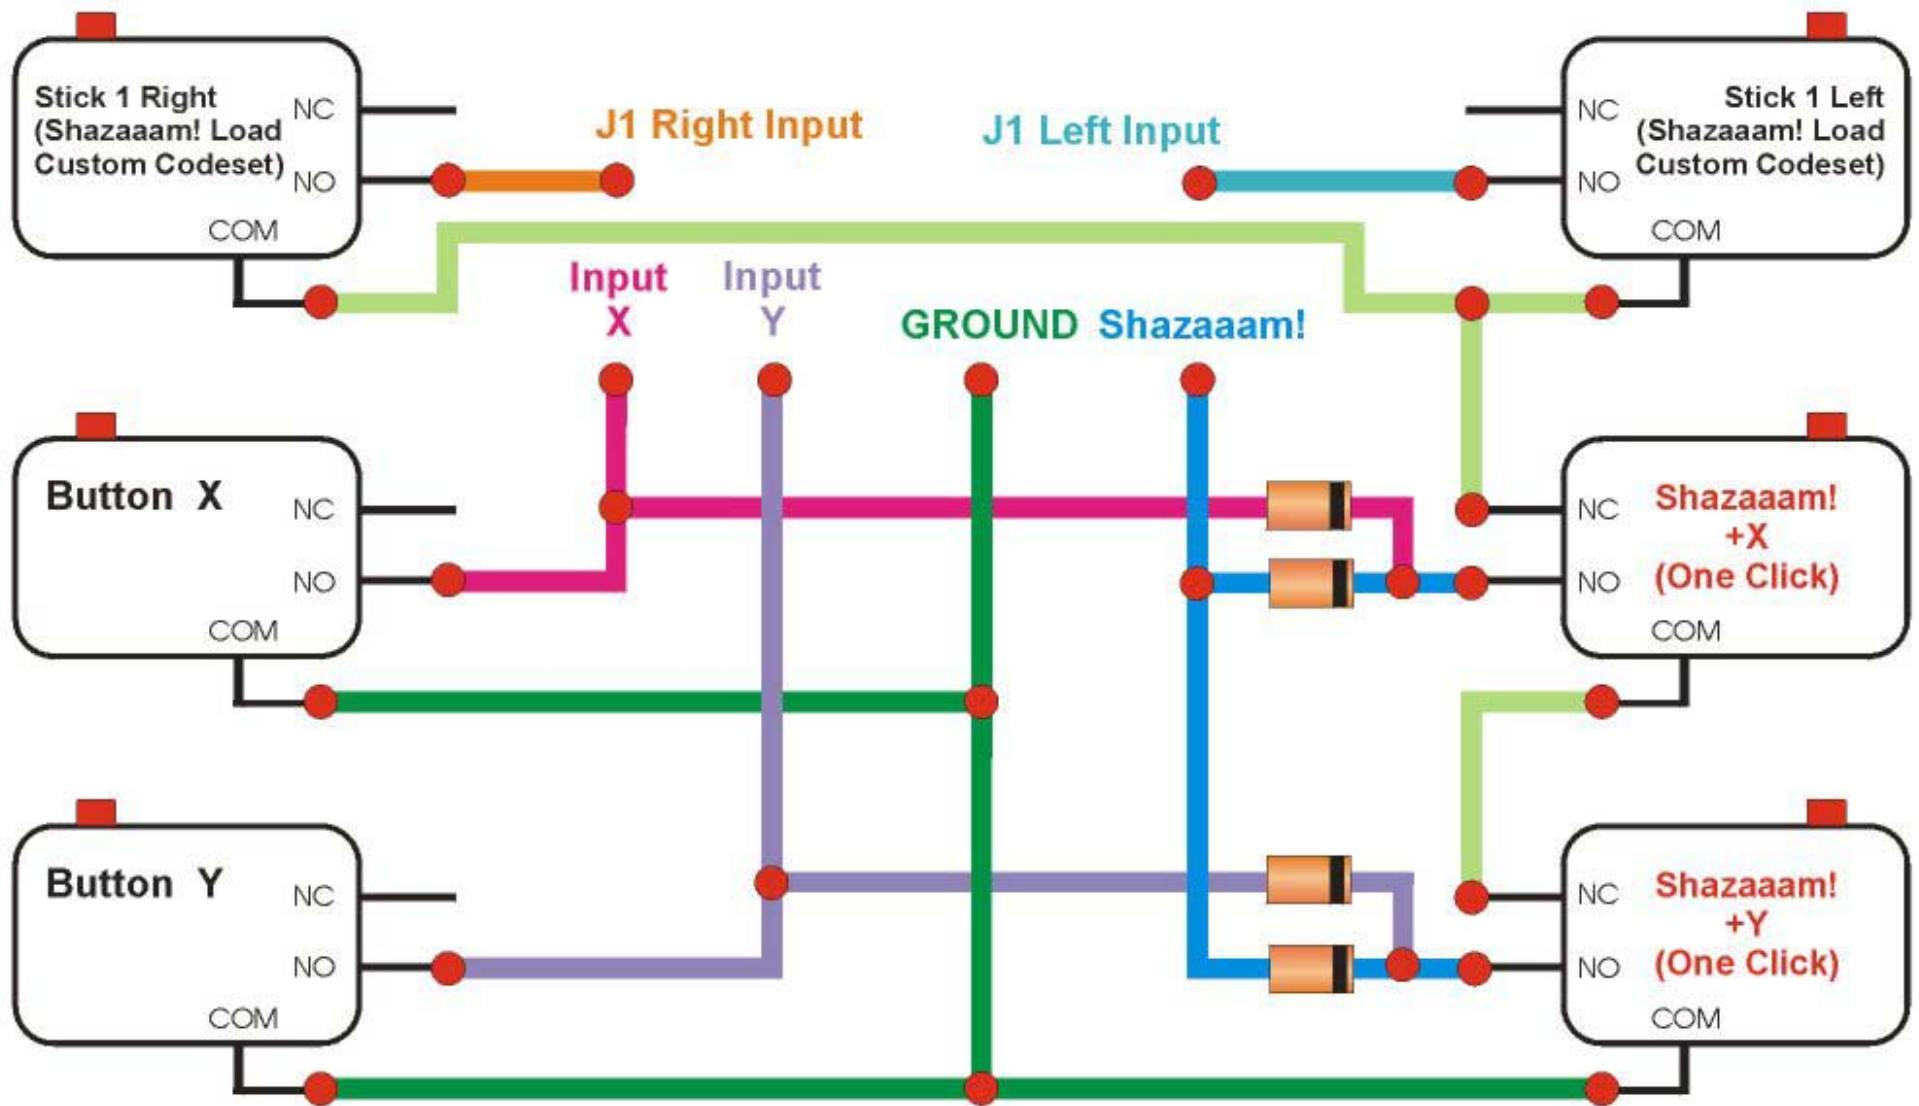 Stick 1 Right
(Shazaaam! Load
Custom Codeset)
NC
NO
COM
J1 Right Input
J1 Left Input
Stick 1 Left
(Shazaaam! Load
Custom Codeset)
NC
NO
COM
Input
X
Input
Y
GROUND
Shazaaam!
Button X
NC
NO
COM
Shazaaam!
+X
(One Click)
NC
NO
COM
Button Y
NC
NO
COM
Shazaaam!
+Y
(One Click)
NC
NO
COM